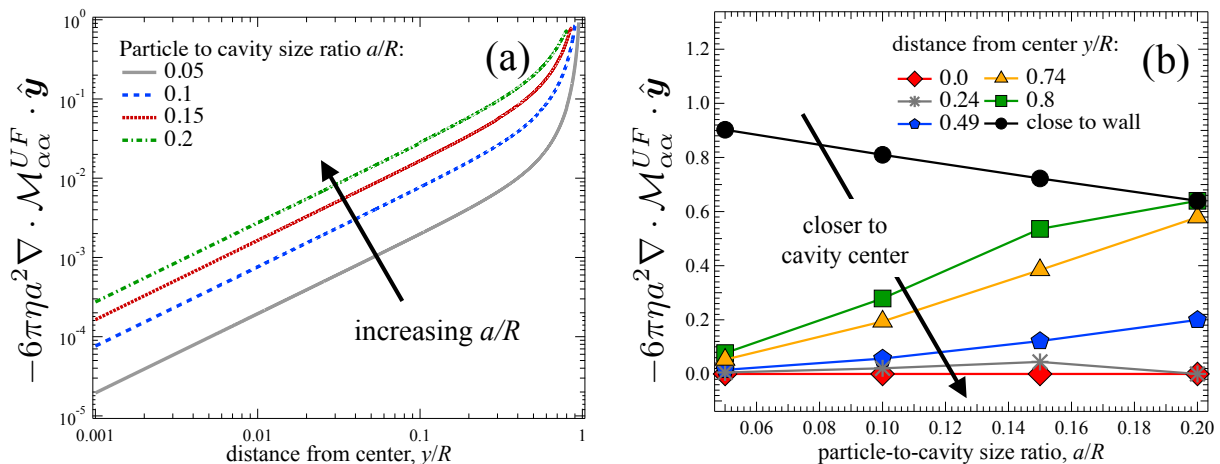 (a)
−6πηa²∇ · 𝓜^{UF}_{αα} · ŷ
10⁰
10⁻¹
10⁻²
10⁻³
10⁻⁴
10⁻⁵
Particle to cavity size ratio a/R:
0.05
0.1
0.15
0.2
increasing a/R
0.001
0.01
0.1
1
distance from center, y/R
(b)
−6πηa²∇ · 𝓜^{UF}_{αα} · ŷ
1.2
1.0
0.8
0.6
0.4
0.2
0.0
distance from center y/R:
0.0 0.74
0.24 0.8
0.49 close to wall
closer to
cavity center
0.06 0.08 0.10 0.12 0.14 0.16 0.18 0.20
particle-to-cavity size ratio, a/R